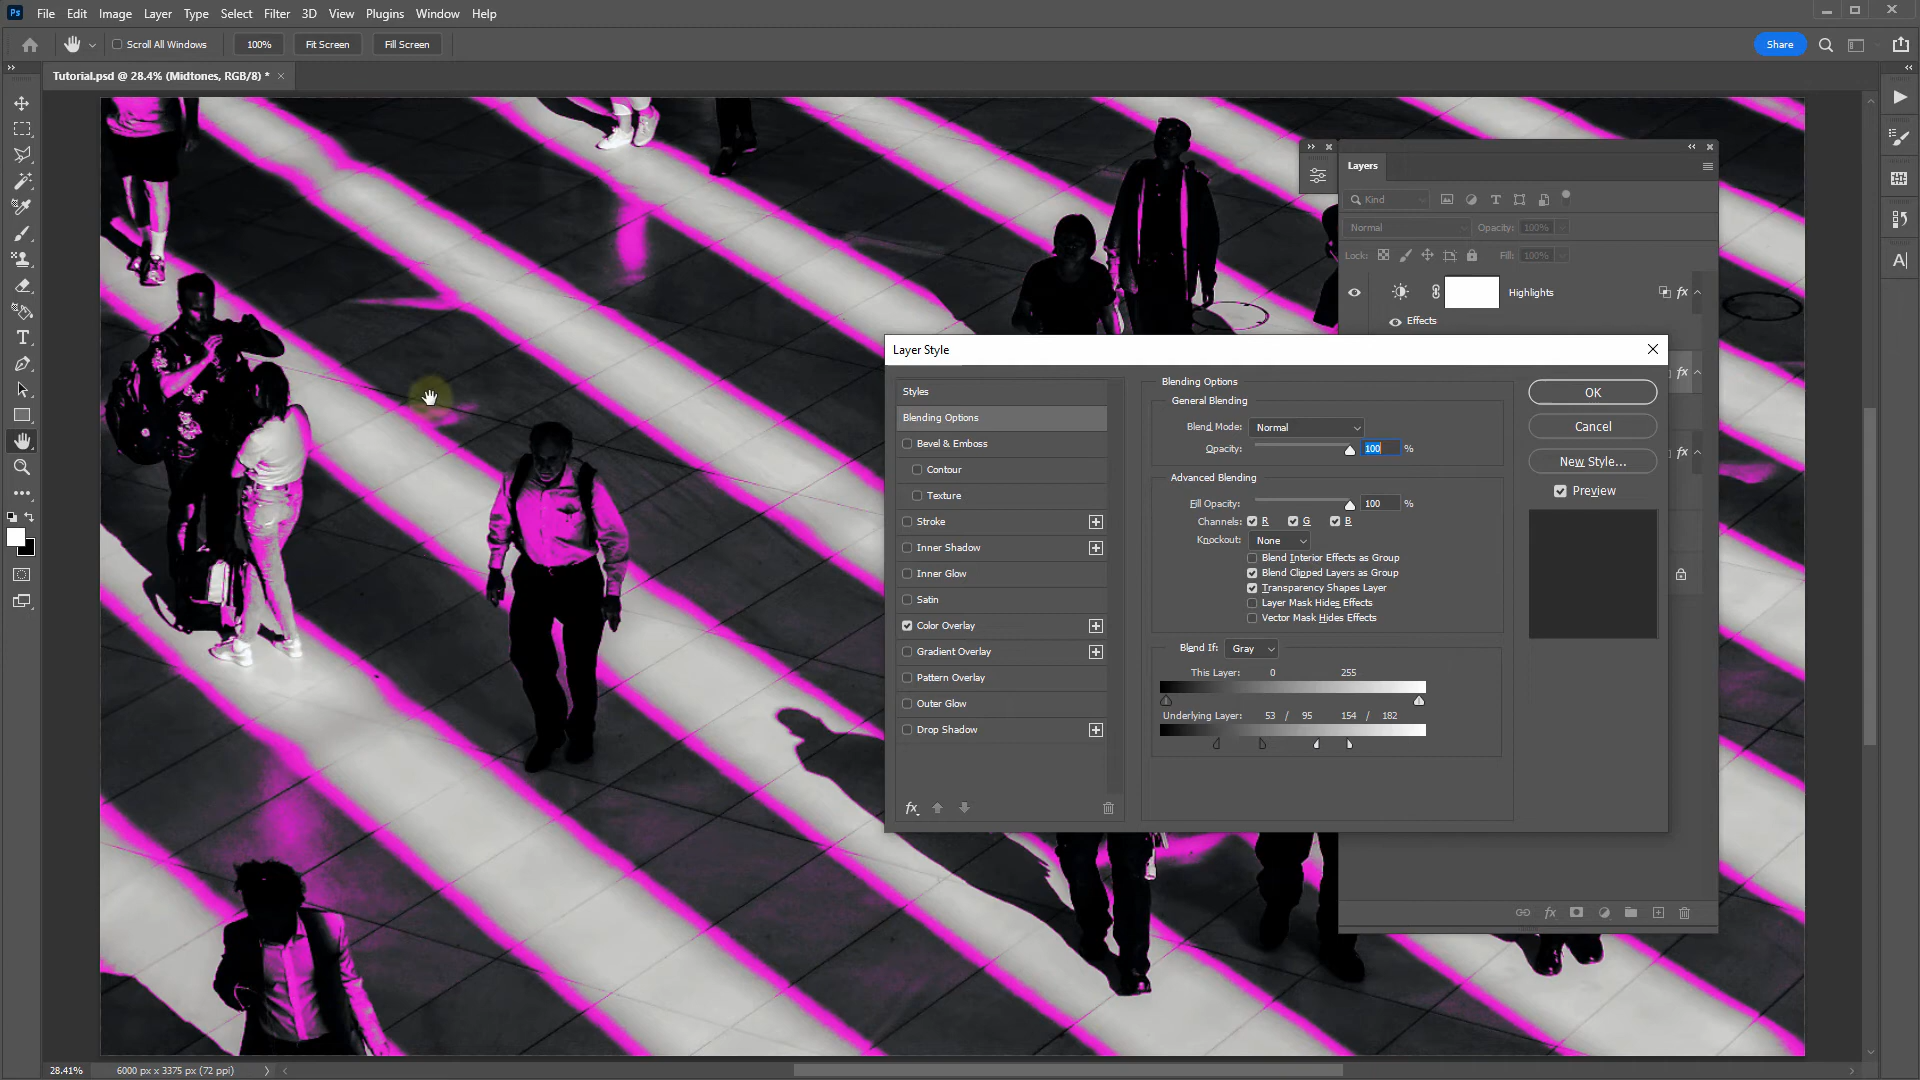 Ps File Edit Image Layer Type Select Filter 3D View Plugins Window Help
Scroll All Windows 100% Fit Screen Fill Screen Share
Tutorial.psd @ 28.4% (Midtones, RGB/8) *
Layers
Kind
Normal Opacity: 100%
Lock: Fill: 100%
Highlights fx
Effects
Layer Style
Styles
Blending Options
Bevel & Emboss
Contour
Texture
Stroke
Inner Shadow
Inner Glow
Satin
Color Overlay
Gradient Overlay
Pattern Overlay
Outer Glow
Drop Shadow
fx
Blending Options
General Blending
Blend Mode: Normal
Opacity: 100 %
Advanced Blending
Fill Opacity: 100 %
Channels: R G B
Knockout: None
Blend Interior Effects as Group
Blend Clipped Layers as Group
Transparency Shapes Layer
Layer Mask Hides Effects
Vector Mask Hides Effects
Blend If: Gray
This Layer: 0 255
Underlying Layer: 53 / 95 154 / 182
OK
Cancel
New Style...
Preview
fx
fx
fx
28.41% 6000 px x 3375 px (72 ppi)